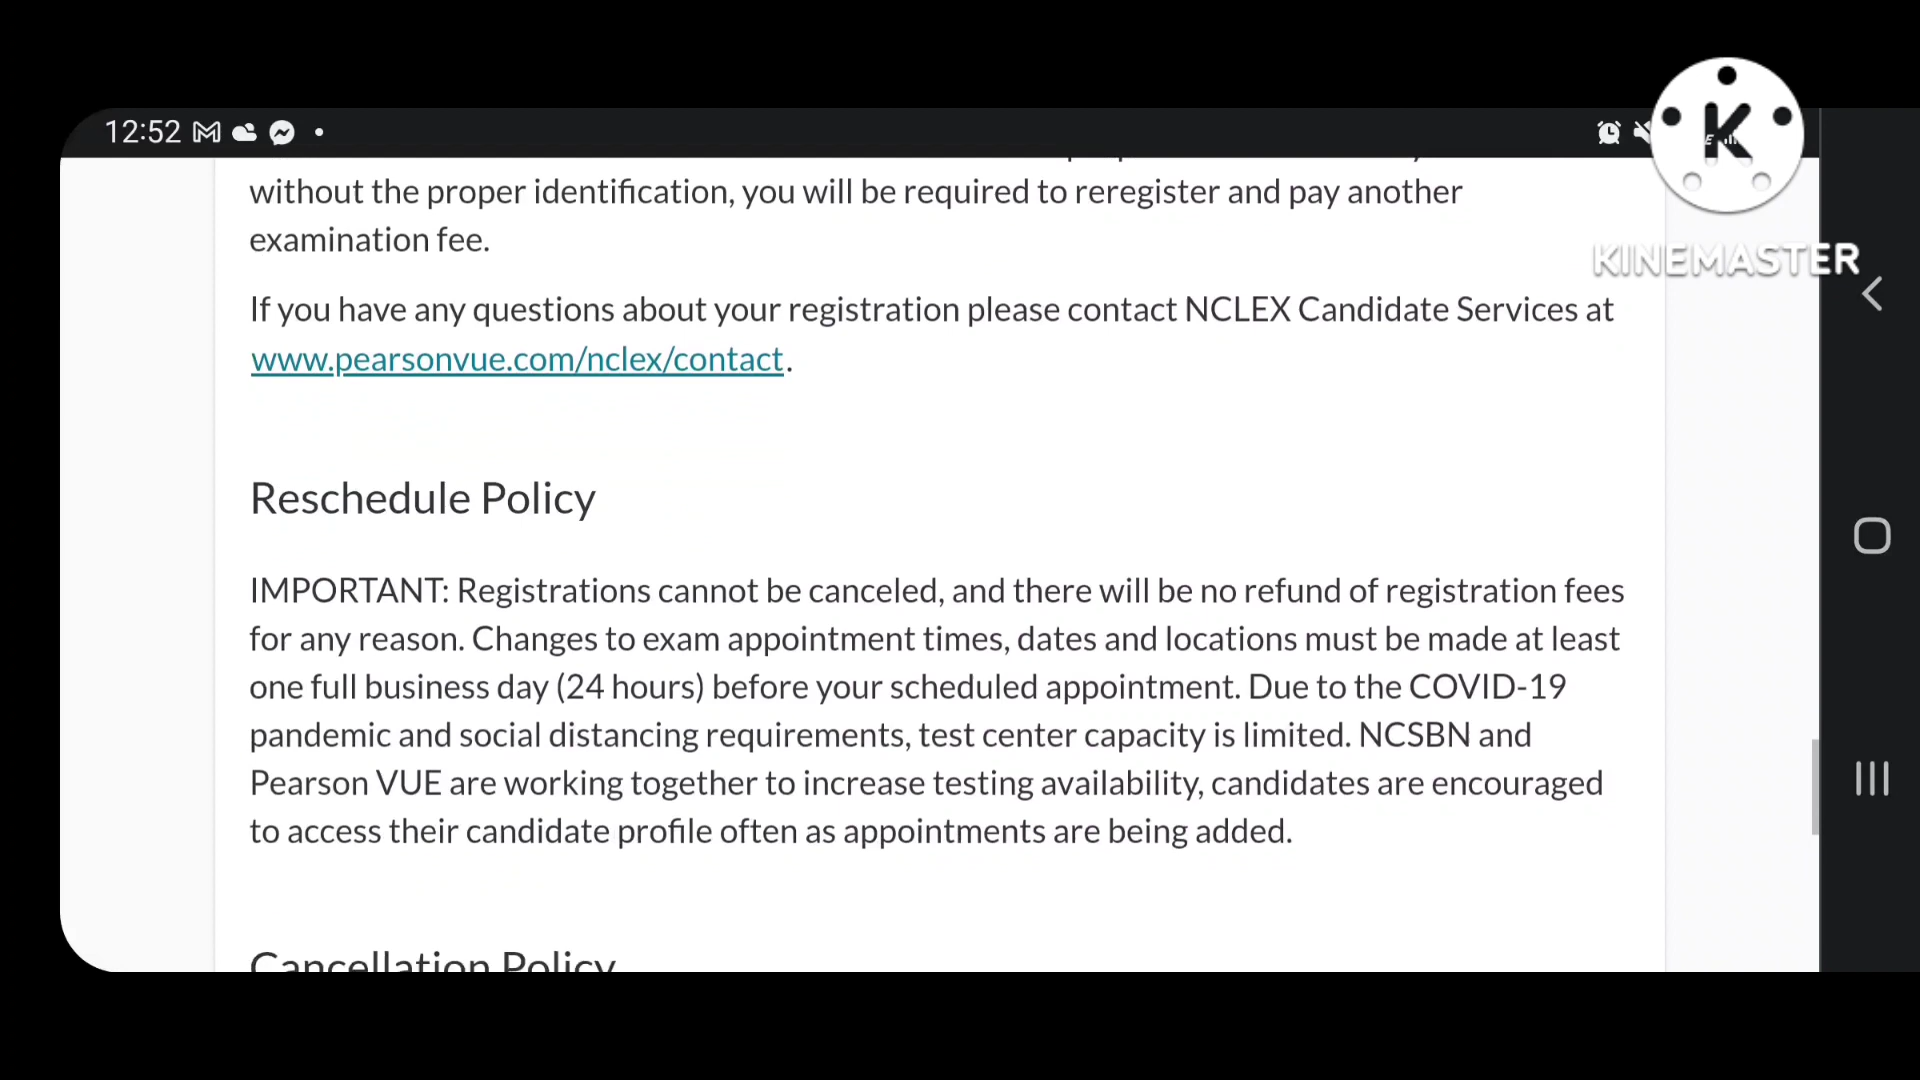 12:52
without the proper identification, you will be required to reregister and pay another
examination fee.
KINEMASTER
If you have any questions about your registration please contact NCLEX Candidate Services at
www.pearsonvue.com/nclex/contact.
Reschedule Policy
IMPORTANT: Registrations cannot be canceled, and there will be no refund of registration fees
for any reason. Changes to exam appointment times, dates and locations must be made at least
one full business day (24 hours) before your scheduled appointment. Due to the COVID-19
pandemic and social distancing requirements, test center capacity is limited. NCSBN and
Pearson VUE are working together to increase testing availability, candidates are encouraged
to access their candidate profile often as appointments are being added.
Cancellation Policy